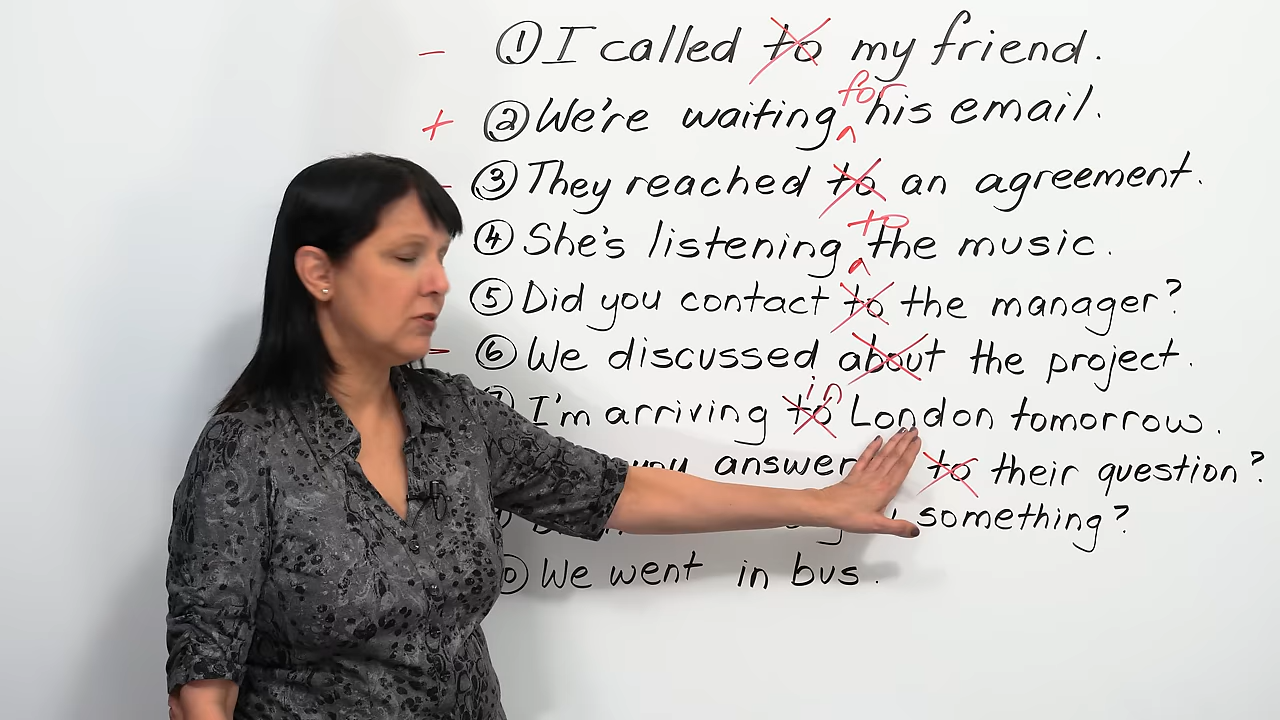 - ① I called to my friend.
+ ② We're waiting for his email.
- ③ They reached to an agreement.
④ She's listening to the music.
⑤ Did you contact to the manager?
- ⑥ We discussed about the project.
I'm arriving to in London tomorrow.
you answer to their question?
something?
We went in bus.